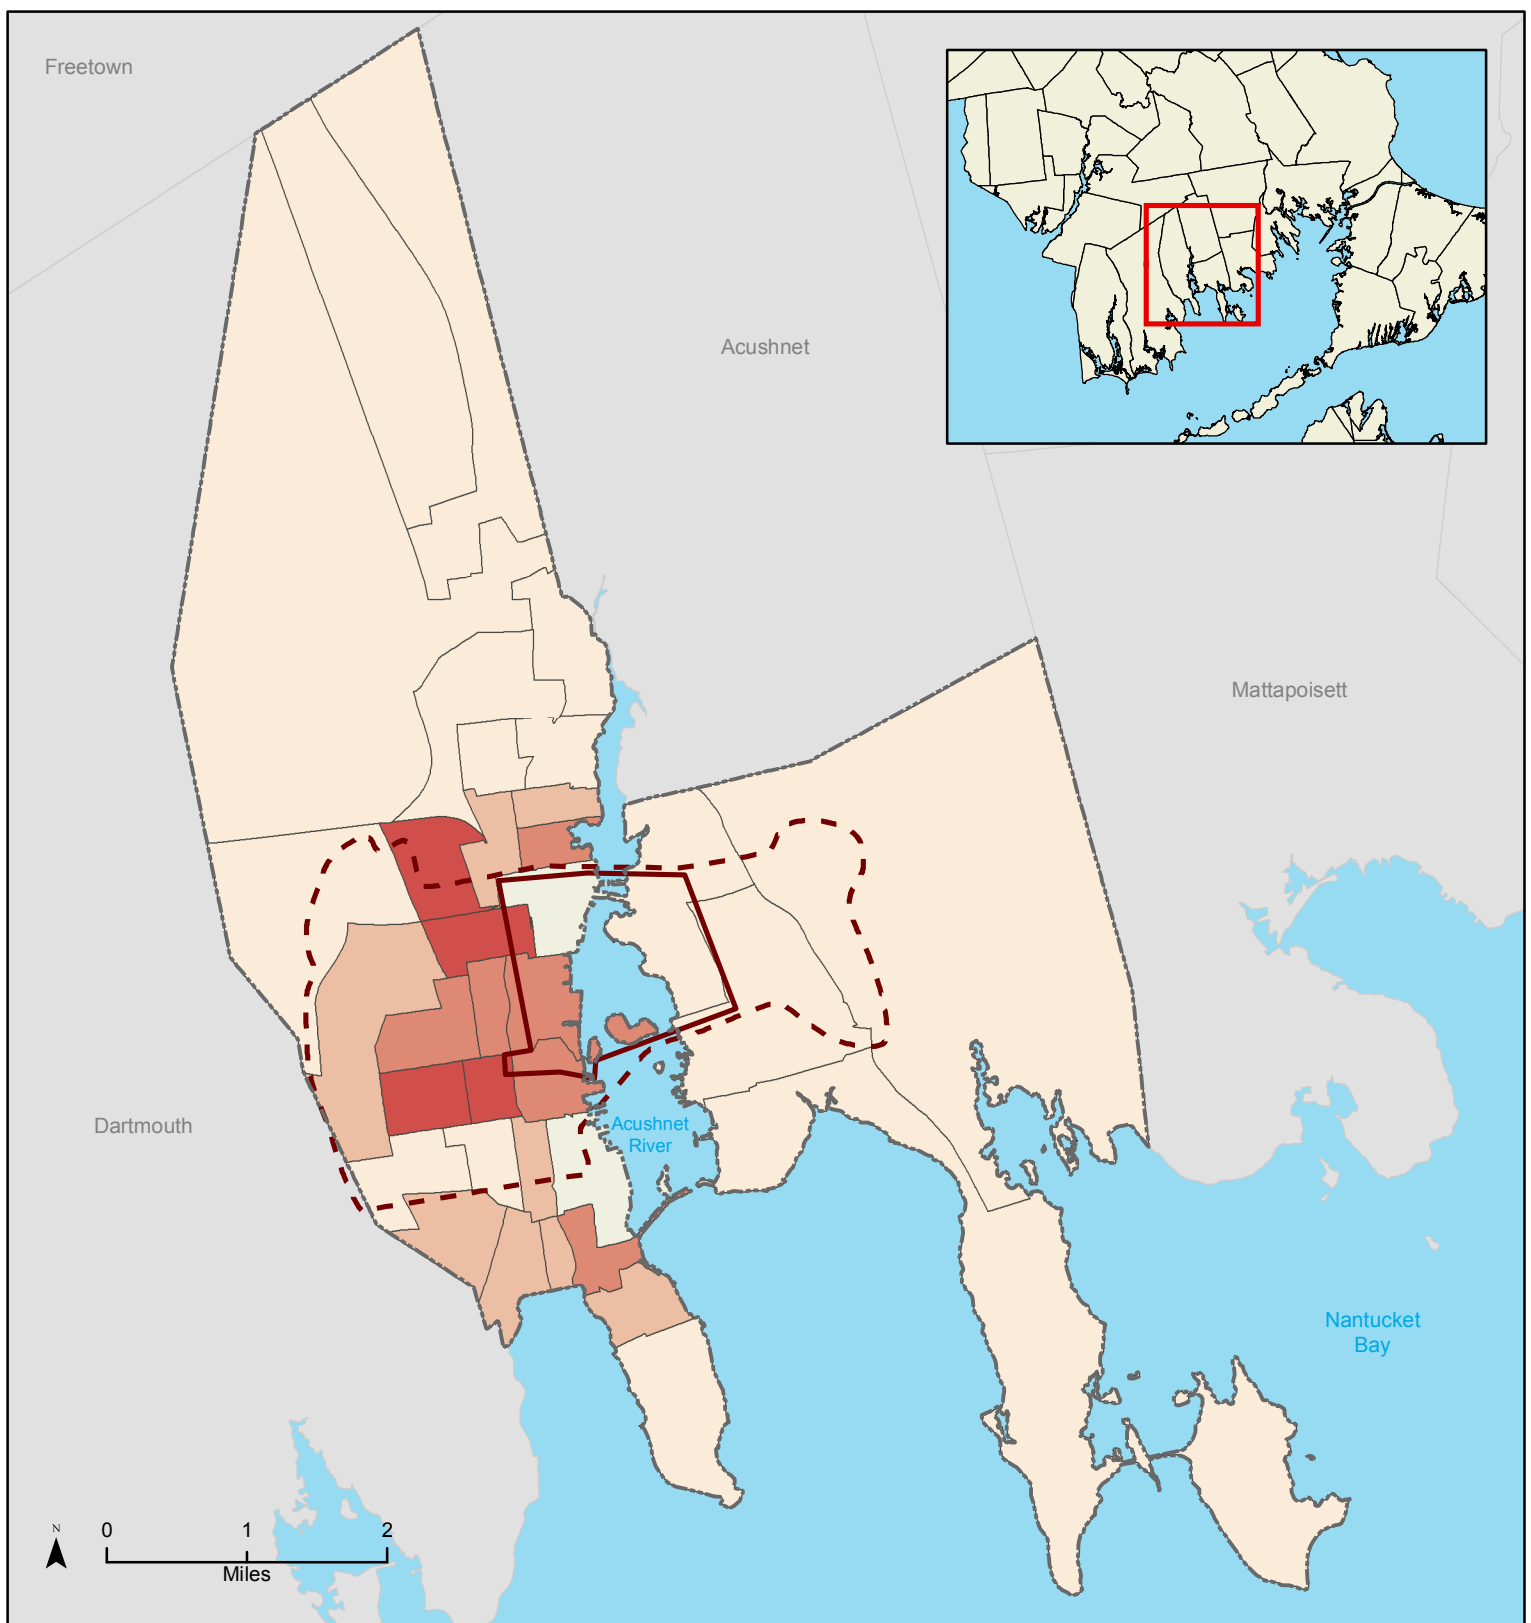 Freetown
Acushnet
Mattapoisett
Dartmouth
Acushnet
River
Nantucket
Bay
N
0 1 2
Miles